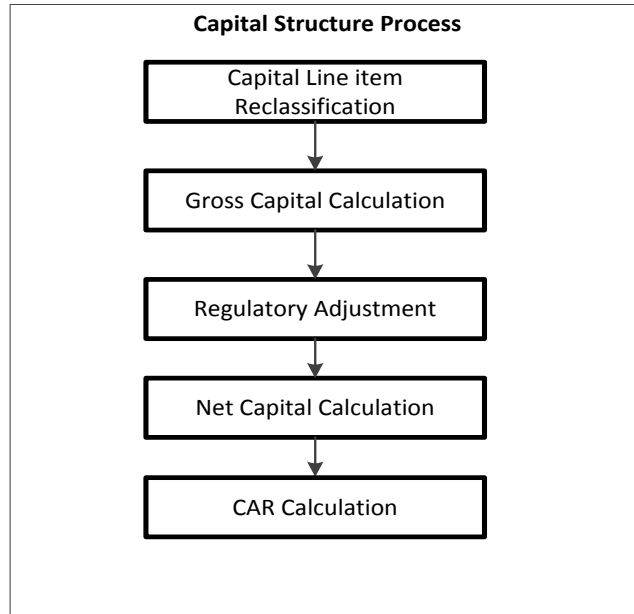 Capital Structure Process
Capital Line item
Reclassification
Gross Capital Calculation
Regulatory Adjustment
Net Capital Calculation
CAR Calculation